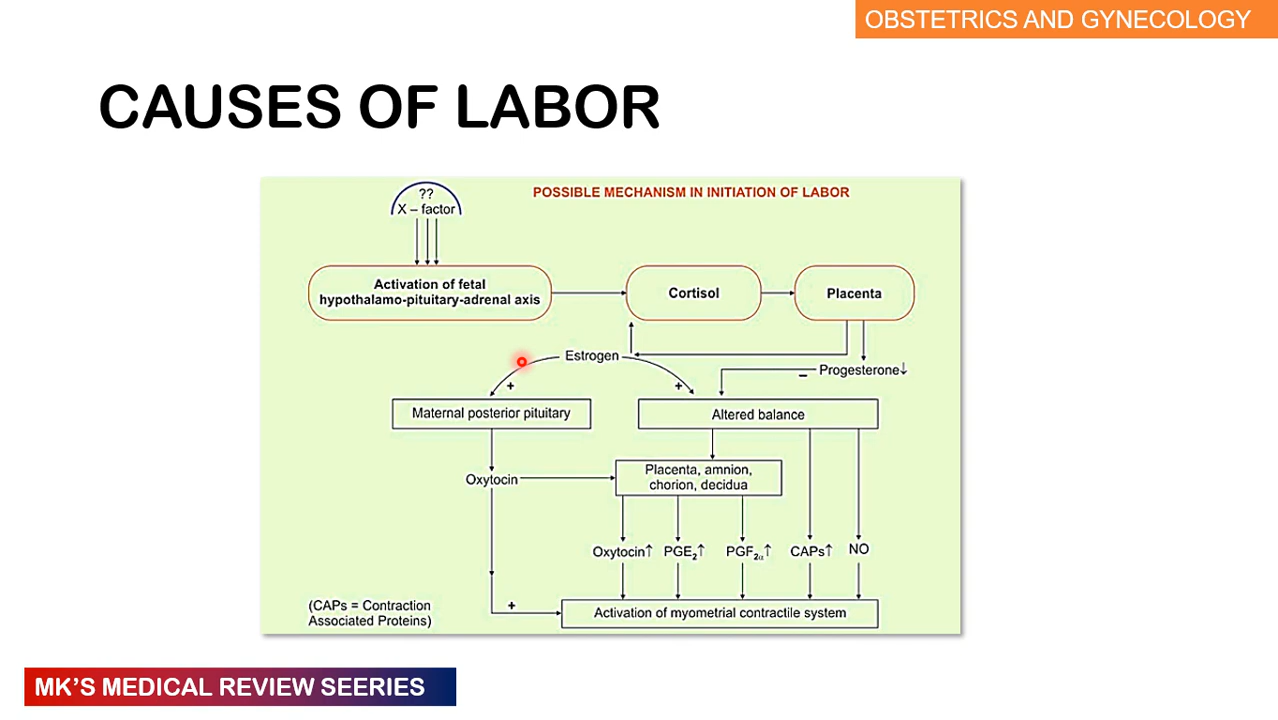 OBSTETRICS AND GYNECOLOGY
CAUSES OF LABOR
POSSIBLE MECHANISM IN INITIATION OF LABOR
??
X – factor
Activation of fetal
hypothalamo-pituitary-adrenal axis
Cortisol
Placenta
Estrogen
Progesterone↓
+
+
–
Maternal posterior pituitary
Altered balance
Oxytocin
Placenta, amnion,
chorion, decidua
Oxytocin↑ PGE₂↑ PGF₂α↑ CAPs↑ NO
+
Activation of myometrial contractile system
(CAPs = Contraction
Associated Proteins)
MK'S MEDICAL REVIEW SEERIES